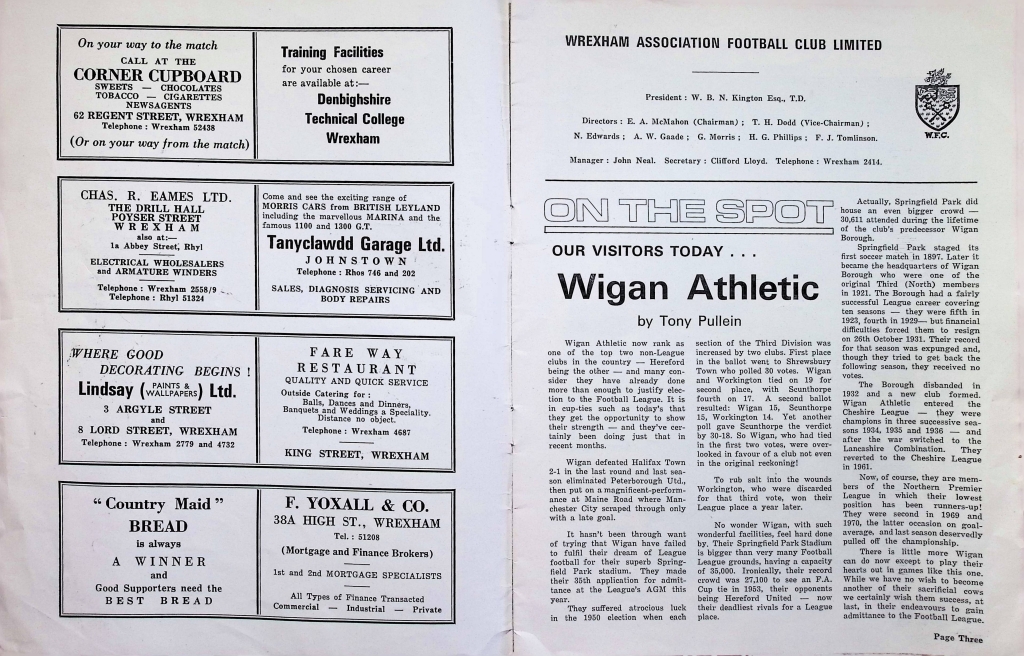 On your way to the match
CALL AT THE
CORNER CUPBOARD
SWEETS — CHOCOLATES
TOBACCO — CIGARETTES
NEWSAGENTS
62 REGENT STREET, WREXHAM
Telephone : Wrexham 52438
(Or on your way from the match)
Training Facilities
for your chosen career
are available at:—
Denbighshire
Technical College
Wrexham
CHAS. R. EAMES LTD.
THE DRILL HALL
POYSER STREET
WREXHAM
also at:—
1a Abbey Street, Rhyl
ELECTRICAL WHOLESALERS
and ARMATURE WINDERS
Telephone : Wrexham 2558/9
Telephone : Rhyl 51324
Come and see the exciting range of
MORRIS CARS from BRITISH LEYLAND
including the marvellous MARINA and the
famous 1100 and 1300 G.T.
Tanyclawdd Garage Ltd.
JOHNSTOWN
Telephone : Rhos 746 and 202
SALES, DIAGNOSIS SERVICING AND
BODY REPAIRS
WHERE GOOD
DECORATING BEGINS !
Lindsay (PAINTS & WALLPAPERS) Ltd.
3 ARGYLE STREET
and
8 LORD STREET, WREXHAM
Telephone : Wrexham 2779 and 4732
FARE WAY
RESTAURANT
QUALITY AND QUICK SERVICE
Outside Catering for :
Balls, Dances and Dinners,
Banquets and Weddings a Speciality.
Distance no object.
Telephone : Wrexham 4687
KING STREET, WREXHAM
" Country Maid "
BREAD
is always
A WINNER
and
Good Supporters need the
BEST BREAD
F. YOXALL & CO.
38A HIGH ST., WREXHAM
Tel. : 51208
(Mortgage and Finance Brokers)
1st and 2nd MORTGAGE SPECIALISTS
All Types of Finance Transacted
Commercial — Industrial — Private
WREXHAM ASSOCIATION FOOTBALL CLUB LIMITED
President : W. B. N. Kington Esq., T.D.
Directors : E. A. McMahon (Chairman) ; T. H. Dodd (Vice-Chairman) ;
N. Edwards ; A. W. Gaade ; G. Morris ; H. G. Phillips ; F. J. Tomlinson.
Manager : John Neal. Secretary : Clifford Lloyd. Telephone : Wrexham 2414.
W.F.C.
ON THE SPOT
OUR VISITORS TODAY . . .
Wigan Athletic
by Tony Pullein
Wigan Athletic now rank as
one of the top two non-League
clubs in the country — Hereford
being the other — and many con-
sider they have already done
more than enough to justify elec-
tion to the Football League. It is
in cup-ties such as today's that
they get the opportunity to show
their strength — and they've cer-
tainly been doing just that in
recent months.
Wigan defeated Halifax Town
2-1 in the last round and last sea-
son eliminated Peterborough Utd.,
then put on a magnificent-perform-
ance at Maine Road where Man-
chester City scraped through only
with a late goal.
It hasn't been through want
of trying that Wigan have failed
to fulfil their dream of League
football for their superb Spring-
field Park stadium. They made
their 35th application for admit-
tance at the League's AGM this
year.
They suffered atrocious luck
in the 1950 election when each
section of the Third Division was
increased by two clubs. First place
in the ballot went to Shrewsbury
Town who polled 30 votes. Wigan
and Workington tied on 19 for
second place, with Scunthorpe
fourth on 17. A second ballot
resulted: Wigan 15, Scunthorpe
15, Workington 14. Yet another
poll gave Scunthorpe the verdict
by 30-18. So Wigan, who had tied
in the first two votes, were over-
looked in favour of a club not even
in the original reckoning!
To rub salt into the wounds
Workington, who were discarded
for that third vote, won their
League place a year later.
No wonder Wigan, with such
wonderful facilities, feel hard done
by. Their Springfield Park Stadium
is bigger than very many Football
League grounds, having a capacity
of 35,000. Ironically, their record
crowd was 27,100 to see an F.A.
Cup tie in 1953, their opponents
being Hereford United — now
their deadliest rivals for a League
place.
Actually, Springfield Park did
house an even bigger crowd —
30,611 attended during the lifetime
of the club's predecessor Wigan
Borough.
Springfield Park staged its
first soccer match in 1897. Later it
became the headquarters of Wigan
Borough who were one of the
original Third (North) members
in 1921. The Borough had a fairly
successful League career covering
ten seasons — they were fifth in
1923, fourth in 1929— but financial
difficulties forced them to resign
on 26th October 1931. Their record
for that season was expunged and,
though they tried to get back the
following season, they received no
votes.
The Borough disbanded in
1932 and a new club formed.
Wigan Athletic entered the
Cheshire League — they were
champions in three successive sea-
sons 1934, 1935 and 1936 — and
after the war switched to the
Lancashire Combination. They
reverted to the Cheshire League
in 1961.
Now, of course, they are mem-
bers of the Northern Premier
League in which their lowest
position has been runners-up!
They were second in 1969 and
1970, the latter occasion on goal-
average, and last season deservedly
pulled off the championship.
There is little more Wigan
can do now except to play their
hearts out in games like this one.
While we have no wish to become
another of their sacrificial cows
we certainly wish them success, at
last, in their endeavours to gain
admittance to the Football League.
Page Three